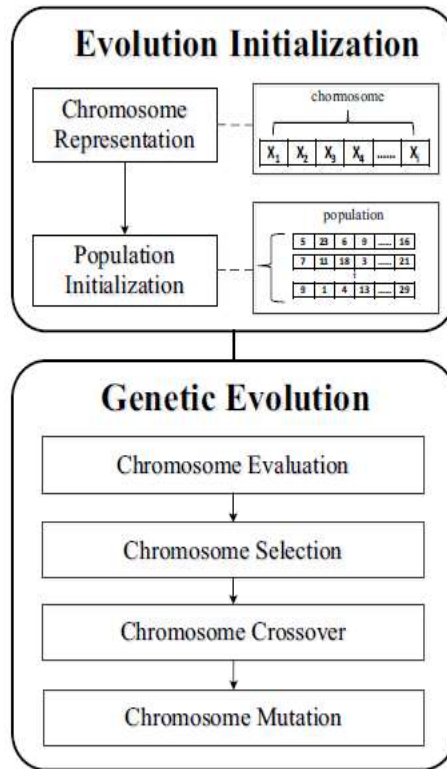 Evolution Initialization
Chromosome
Representation
chormosome
X1 X2 X3 X4 ...... Xi
Population
Initialization
population
5 23 6 9 ...... 16
7 11 18 3 ...... 21
⋮
9 1 4 13 ...... 29
Genetic Evolution
Chromosome Evaluation
Chromosome Selection
Chromosome Crossover
Chromosome Mutation